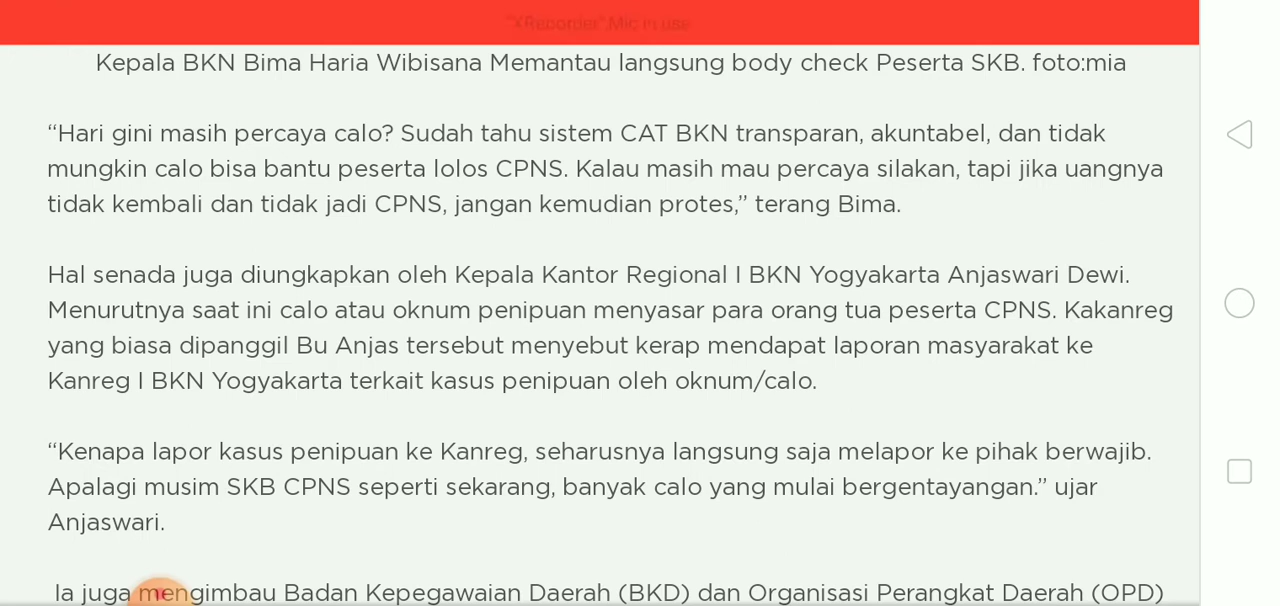 "XRecorder" Mic in use
Kepala BKN Bima Haria Wibisana Memantau langsung body check Peserta SKB. foto:mia
“Hari gini masih percaya calo? Sudah tahu sistem CAT BKN transparan, akuntabel, dan tidak
mungkin calo bisa bantu peserta lolos CPNS. Kalau masih mau percaya silakan, tapi jika uangnya
tidak kembali dan tidak jadi CPNS, jangan kemudian protes,” terang Bima.
Hal senada juga diungkapkan oleh Kepala Kantor Regional I BKN Yogyakarta Anjaswari Dewi.
Menurutnya saat ini calo atau oknum penipuan menyasar para orang tua peserta CPNS. Kakanreg
yang biasa dipanggil Bu Anjas tersebut menyebut kerap mendapat laporan masyarakat ke
Kanreg I BKN Yogyakarta terkait kasus penipuan oleh oknum/calo.
“Kenapa lapor kasus penipuan ke Kanreg, seharusnya langsung saja melapor ke pihak berwajib.
Apalagi musim SKB CPNS seperti sekarang, banyak calo yang mulai bergentayangan.” ujar
Anjaswari.
Ia juga mengimbau Badan Kepegawaian Daerah (BKD) dan Organisasi Perangkat Daerah (OPD)